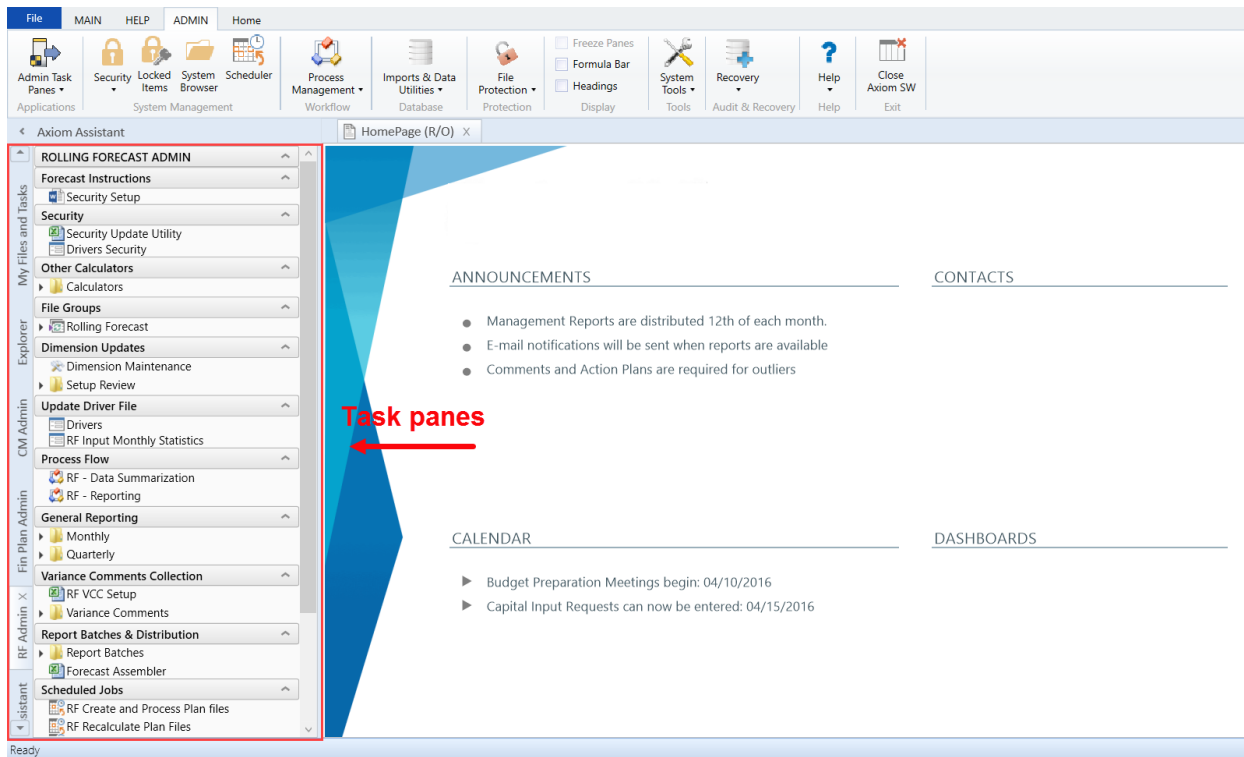 File MAIN HELP ADMIN Home
Admin Task Panes
Security
Locked Items
System Browser
Scheduler
Process Management
Imports & Data Utilities
File Protection
Freeze Panes
Formula Bar
Headings
System Tools
Recovery
Help
Close Axiom SW
Applications System Management Workflow Database Protection Display Tools Audit & Recovery Help Exit
Axiom Assistant
HomePage (R/O) X
My Files and Tasks
Explorer
CM Admin
Fin Plan Admin
RF Admin X
sistant
ROLLING FORECAST ADMIN
Forecast Instructions
Security Setup
Security
Security Update Utility
Drivers Security
Other Calculators
Calculators
File Groups
Rolling Forecast
Dimension Updates
Dimension Maintenance
Setup Review
Update Driver File
Drivers
RF Input Monthly Statistics
Process Flow
RF - Data Summarization
RF - Reporting
General Reporting
Monthly
Quarterly
Variance Comments Collection
RF VCC Setup
Variance Comments
Report Batches & Distribution
Report Batches
Forecast Assembler
Scheduled Jobs
RF Create and Process Plan files
RF Recalculate Plan Files
Task panes
ANNOUNCEMENTS
Management Reports are distributed 12th of each month.
E-mail notifications will be sent when reports are available
Comments and Action Plans are required for outliers
CONTACTS
CALENDAR
Budget Preparation Meetings begin: 04/10/2016
Capital Input Requests can now be entered: 04/15/2016
DASHBOARDS
Ready